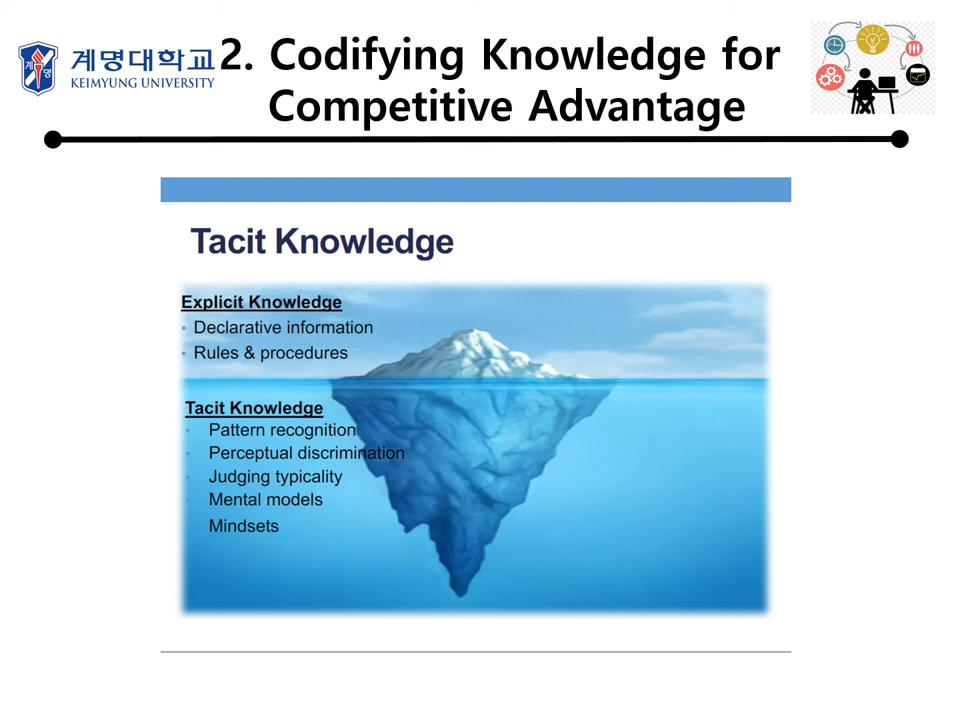 계명대학교
KEIMYUNG UNIVERSITY
2. Codifying Knowledge for
Competitive Advantage
Tacit Knowledge
Explicit Knowledge
• Declarative information
• Rules & procedures
Tacit Knowledge
• Pattern recognition
• Perceptual discrimination
• Judging typicality
• Mental models
Mindsets